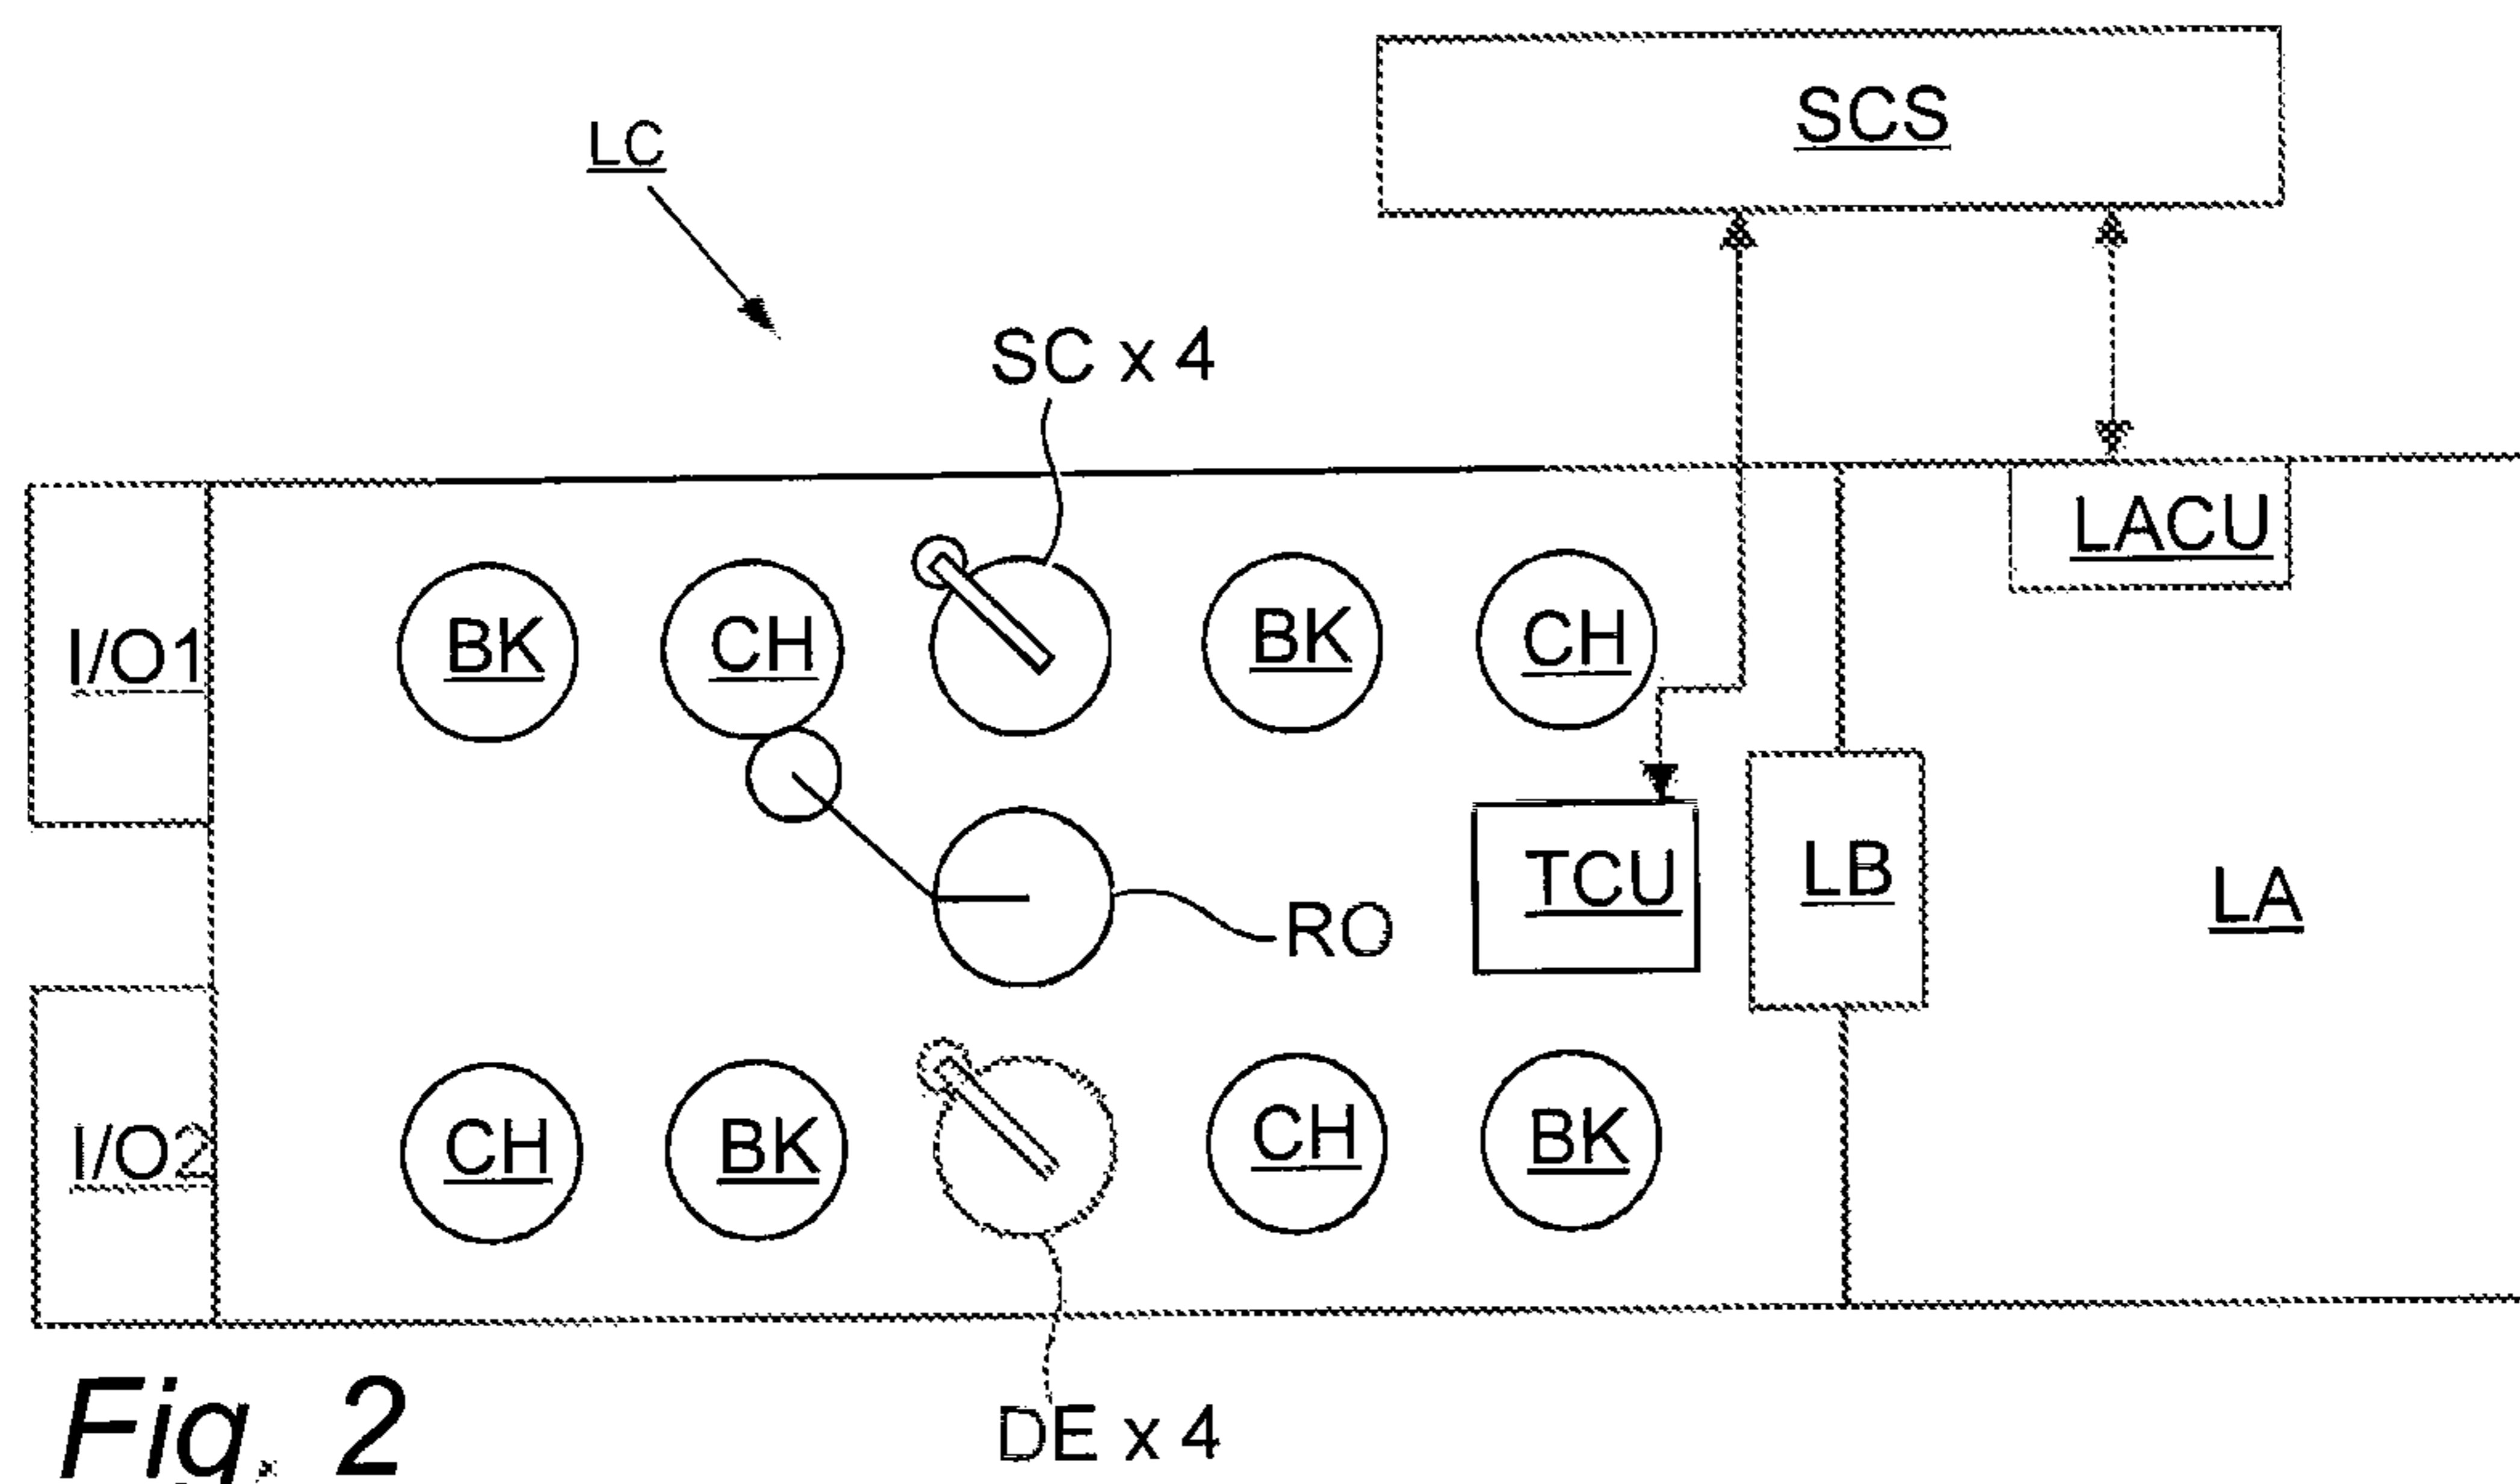 SCS
LC
SC x 4
LACU
I/O1 BK CH BK CH
TCU LB LA
RO
I/O2 CH BK CH BK
DE x 4
Fig. 2